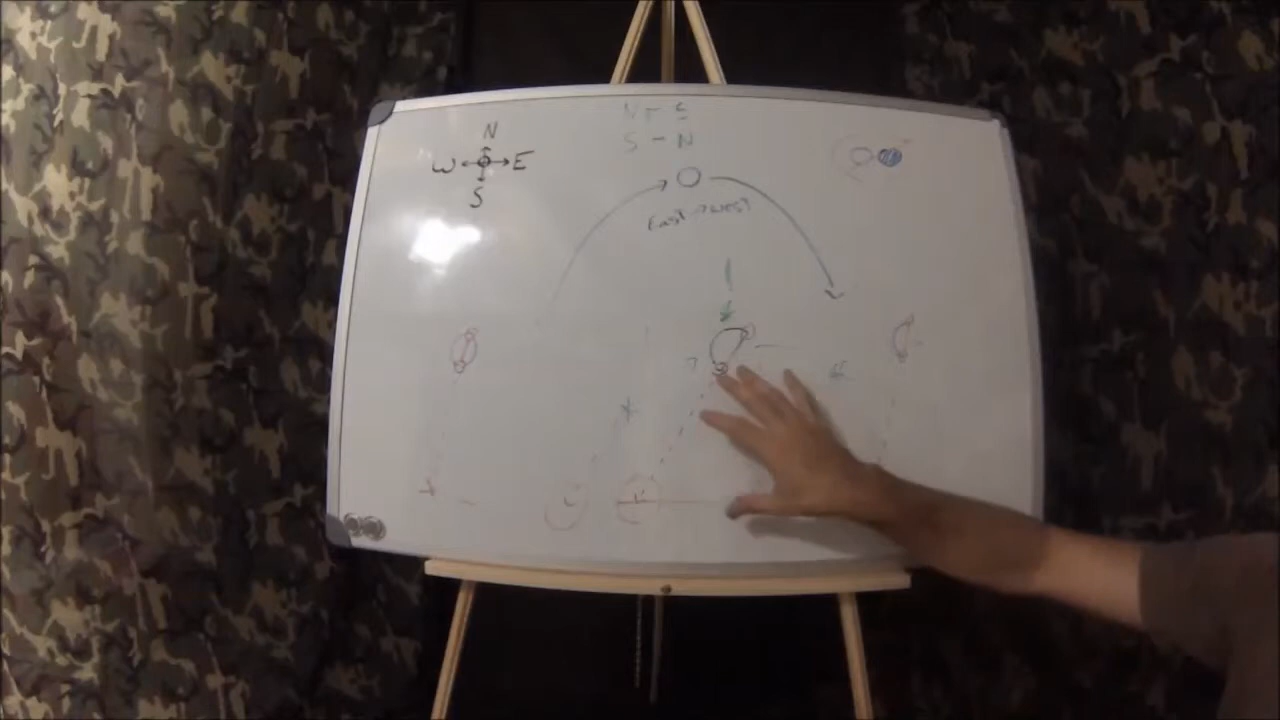 N - S
S - N
N
W E
S
East → West